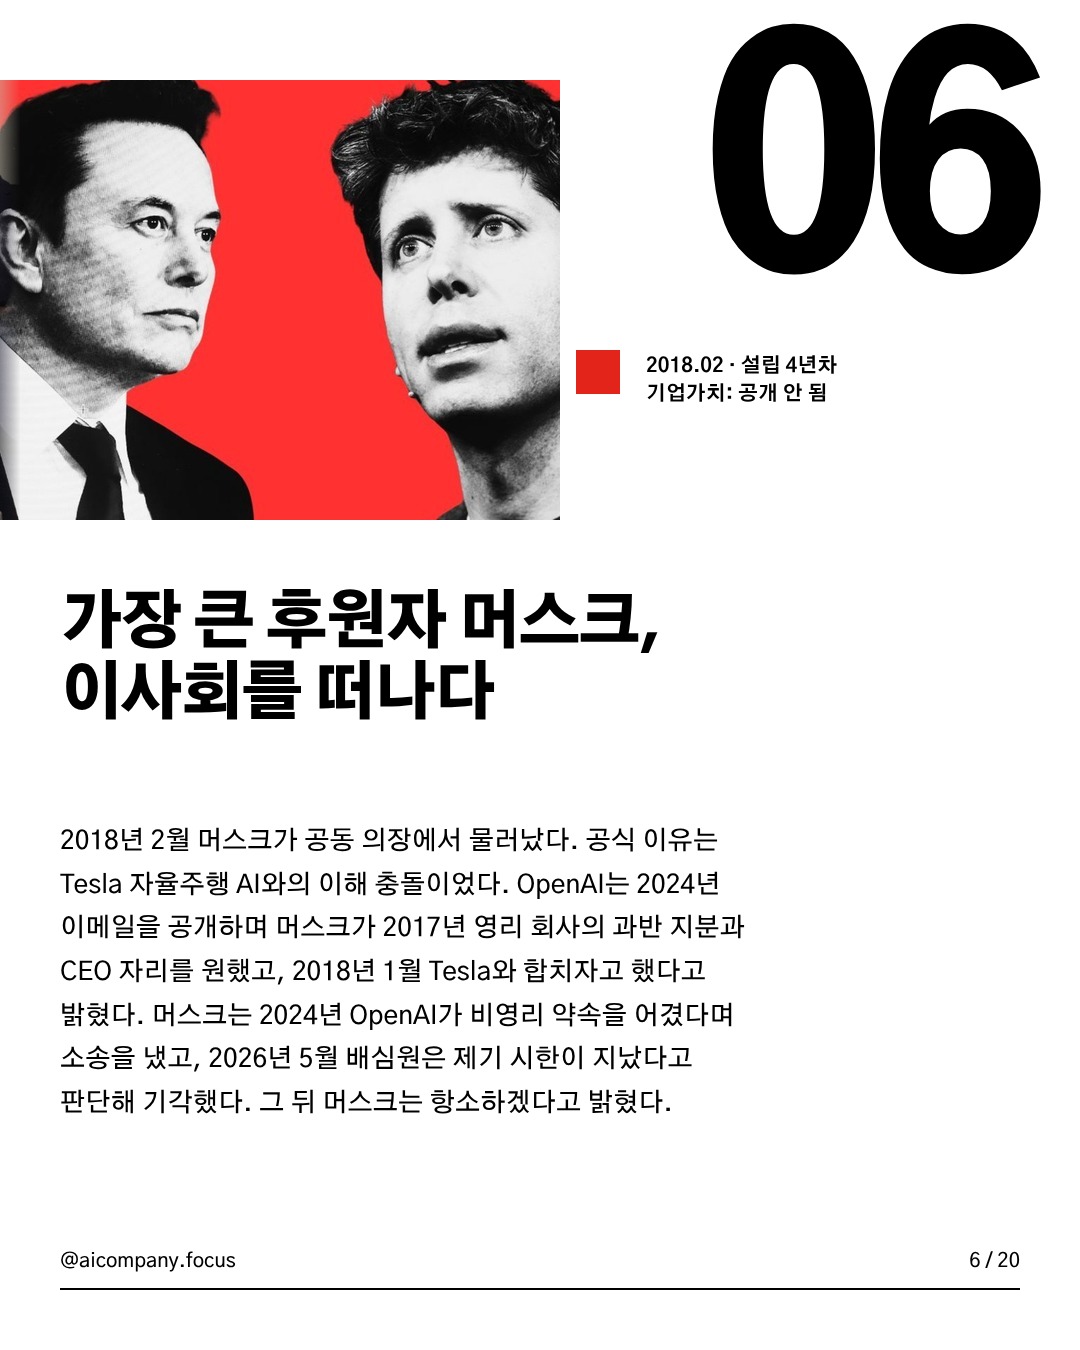 06
2018.02 · 설립 4년차
기업가치: 공개 안 됨
가장 큰 후원자 머스크,
이사회를 떠나다
2018년 2월 머스크가 공동 의장에서 물러났다. 공식 이유는
Tesla 자율주행 AI와의 이해 충돌이었다. OpenAI는 2024년
이메일을 공개하며 머스크가 2017년 영리 회사의 과반 지분과
CEO 자리를 원했고, 2018년 1월 Tesla와 합치자고 했다고
밝혔다. 머스크는 2024년 OpenAI가 비영리 약속을 어겼다며
소송을 냈고, 2026년 5월 배심원은 제기 시한이 지났다고
판단해 기각했다. 그 뒤 머스크는 항소하겠다고 밝혔다.
@aicompany.focus
6 / 20